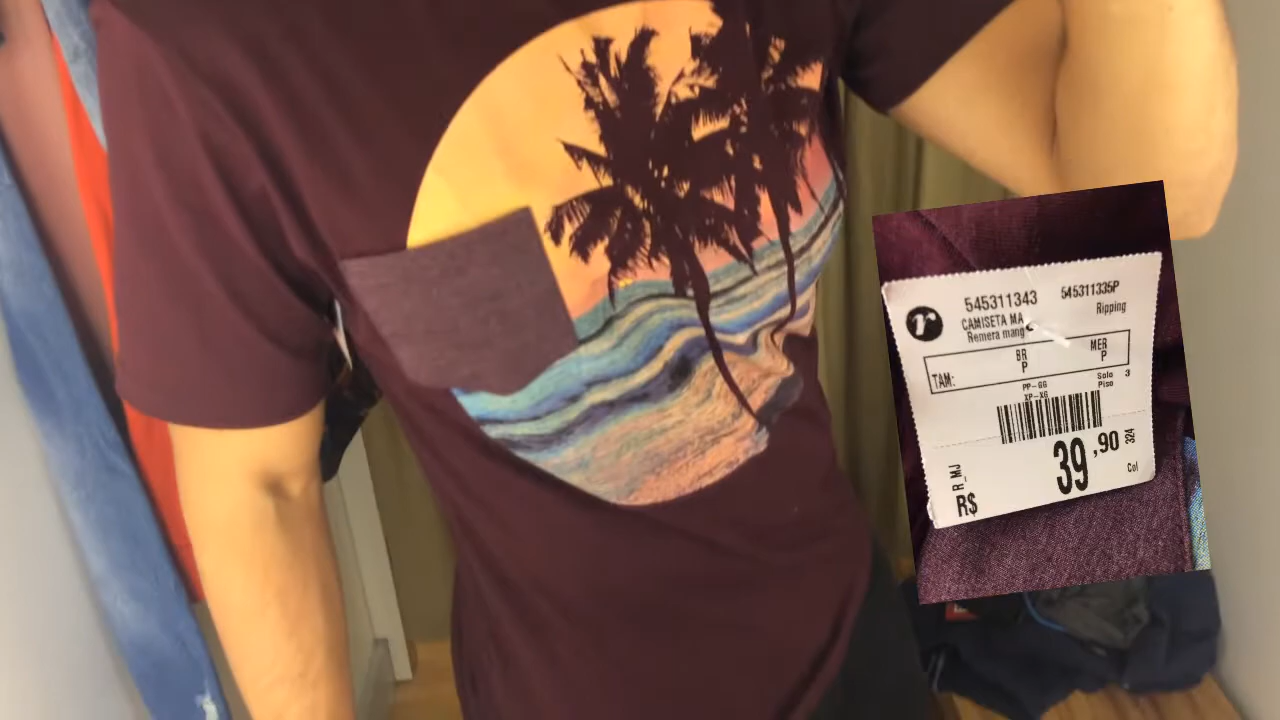 r
545311343 545311335P
CAMISETA MA Ripping
Remera mang
BR MER
TAM: P P
PP-GG Solo 3
XP-XG Piso
39,90 324
R_MJ Col
R$